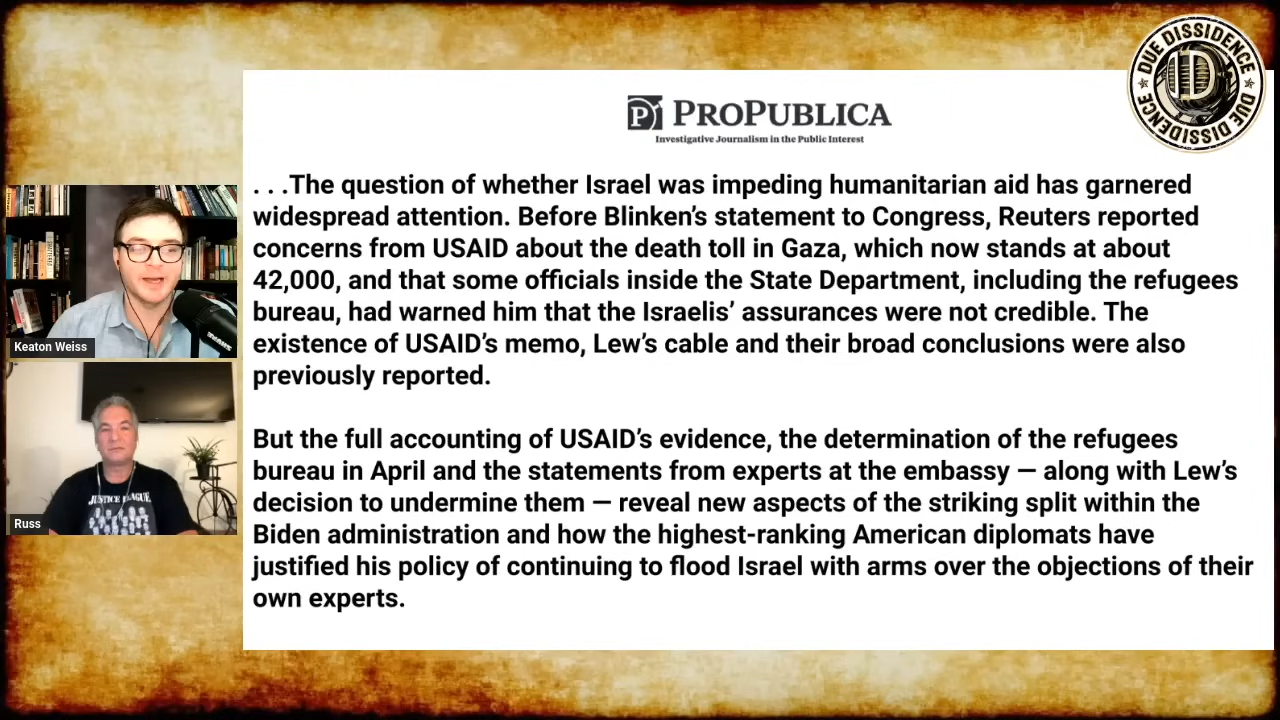 DUE DISSIDENCE
D
DUE DISSIDENCE
P
PROPUBLICA
Investigative Journalism in the Public Interest
. . .The question of whether Israel was impeding humanitarian aid has garnered
widespread attention. Before Blinken’s statement to Congress, Reuters reported
concerns from USAID about the death toll in Gaza, which now stands at about
42,000, and that some officials inside the State Department, including the refugees
bureau, had warned him that the Israelis’ assurances were not credible. The
existence of USAID’s memo, Lew’s cable and their broad conclusions were also
previously reported.
But the full accounting of USAID’s evidence, the determination of the refugees
bureau in April and the statements from experts at the embassy — along with Lew’s
decision to undermine them — reveal new aspects of the striking split within the
Biden administration and how the highest-ranking American diplomats have
justified his policy of continuing to flood Israel with arms over the objections of their
own experts.
Keaton Weiss
JUSTICE LEAGUE
Russ